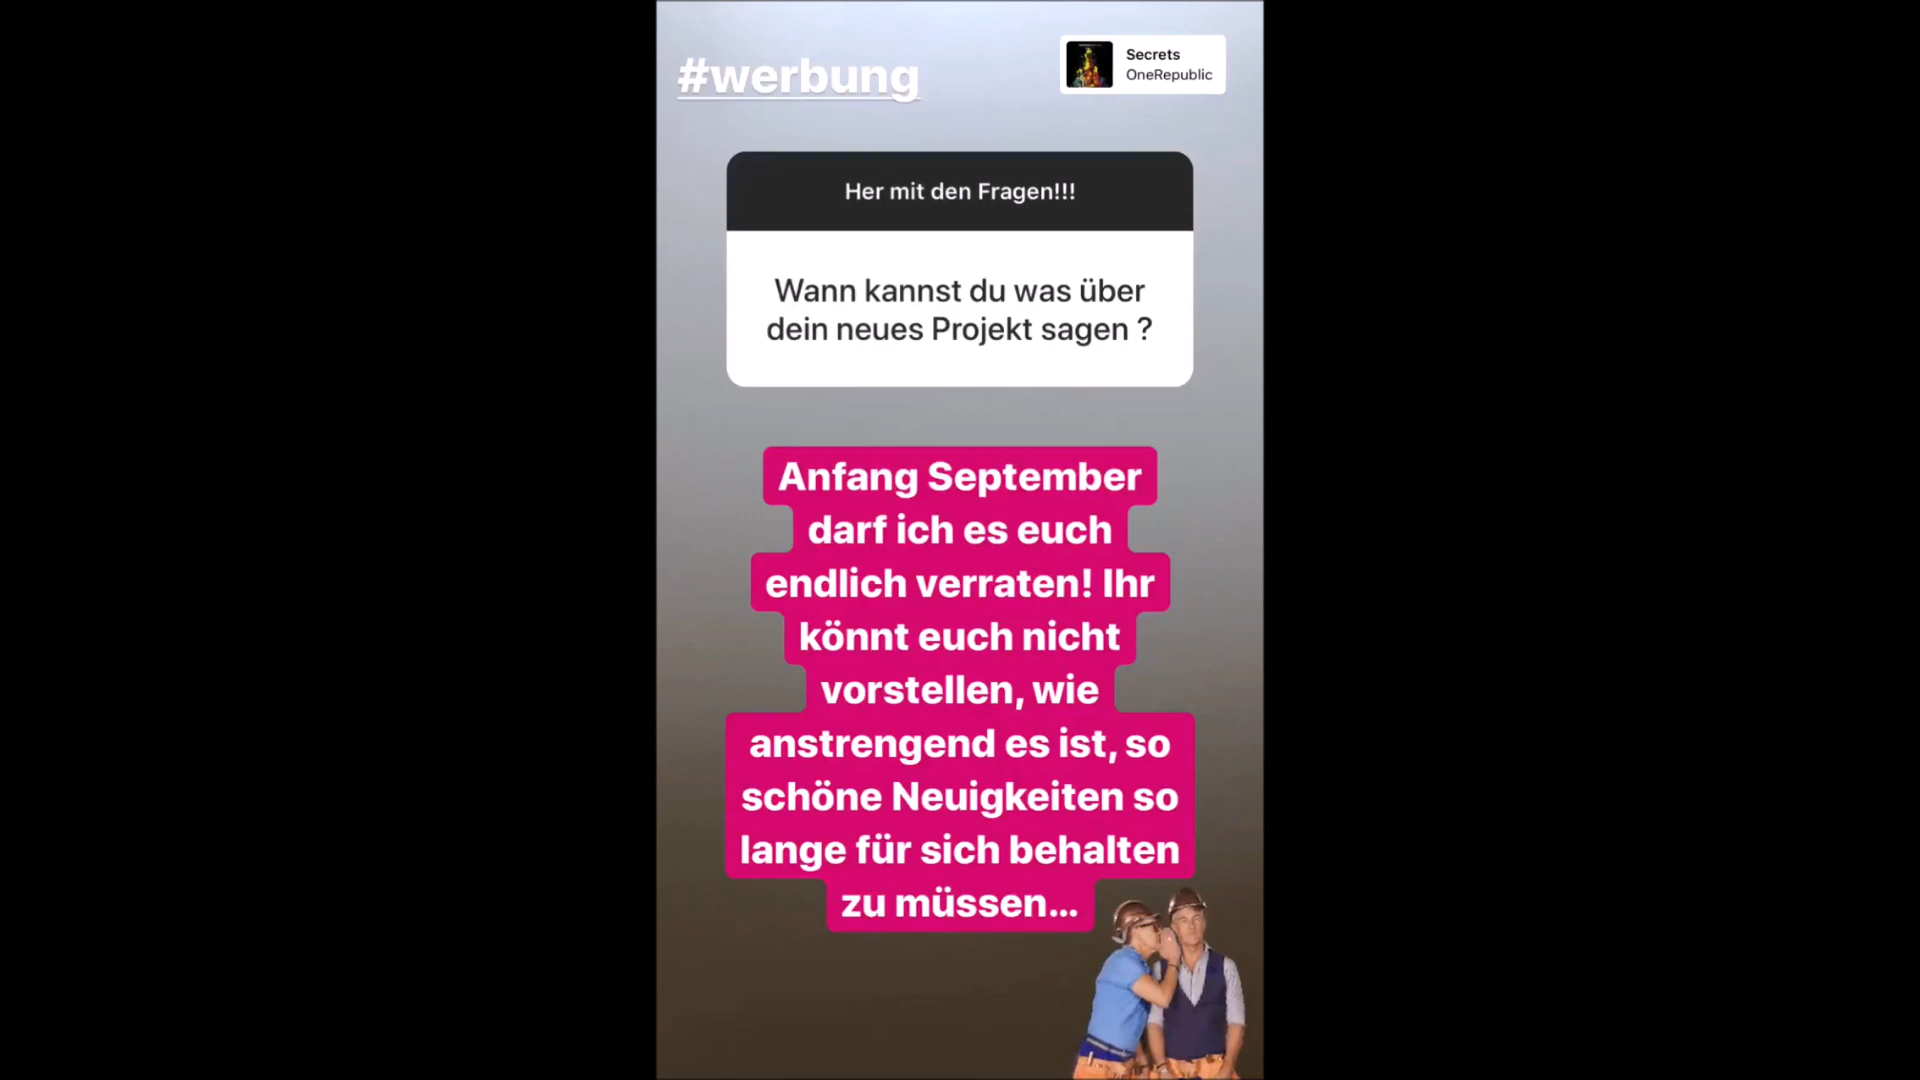 #werbung
Secrets
OneRepublic
Her mit den Fragen!!!
Wann kannst du was über
dein neues Projekt sagen ?
Anfang September
darf ich es euch
endlich verraten! Ihr
könnt euch nicht
vorstellen, wie
anstrengend es ist, so
schöne Neuigkeiten so
lange für sich behalten
zu müssen...